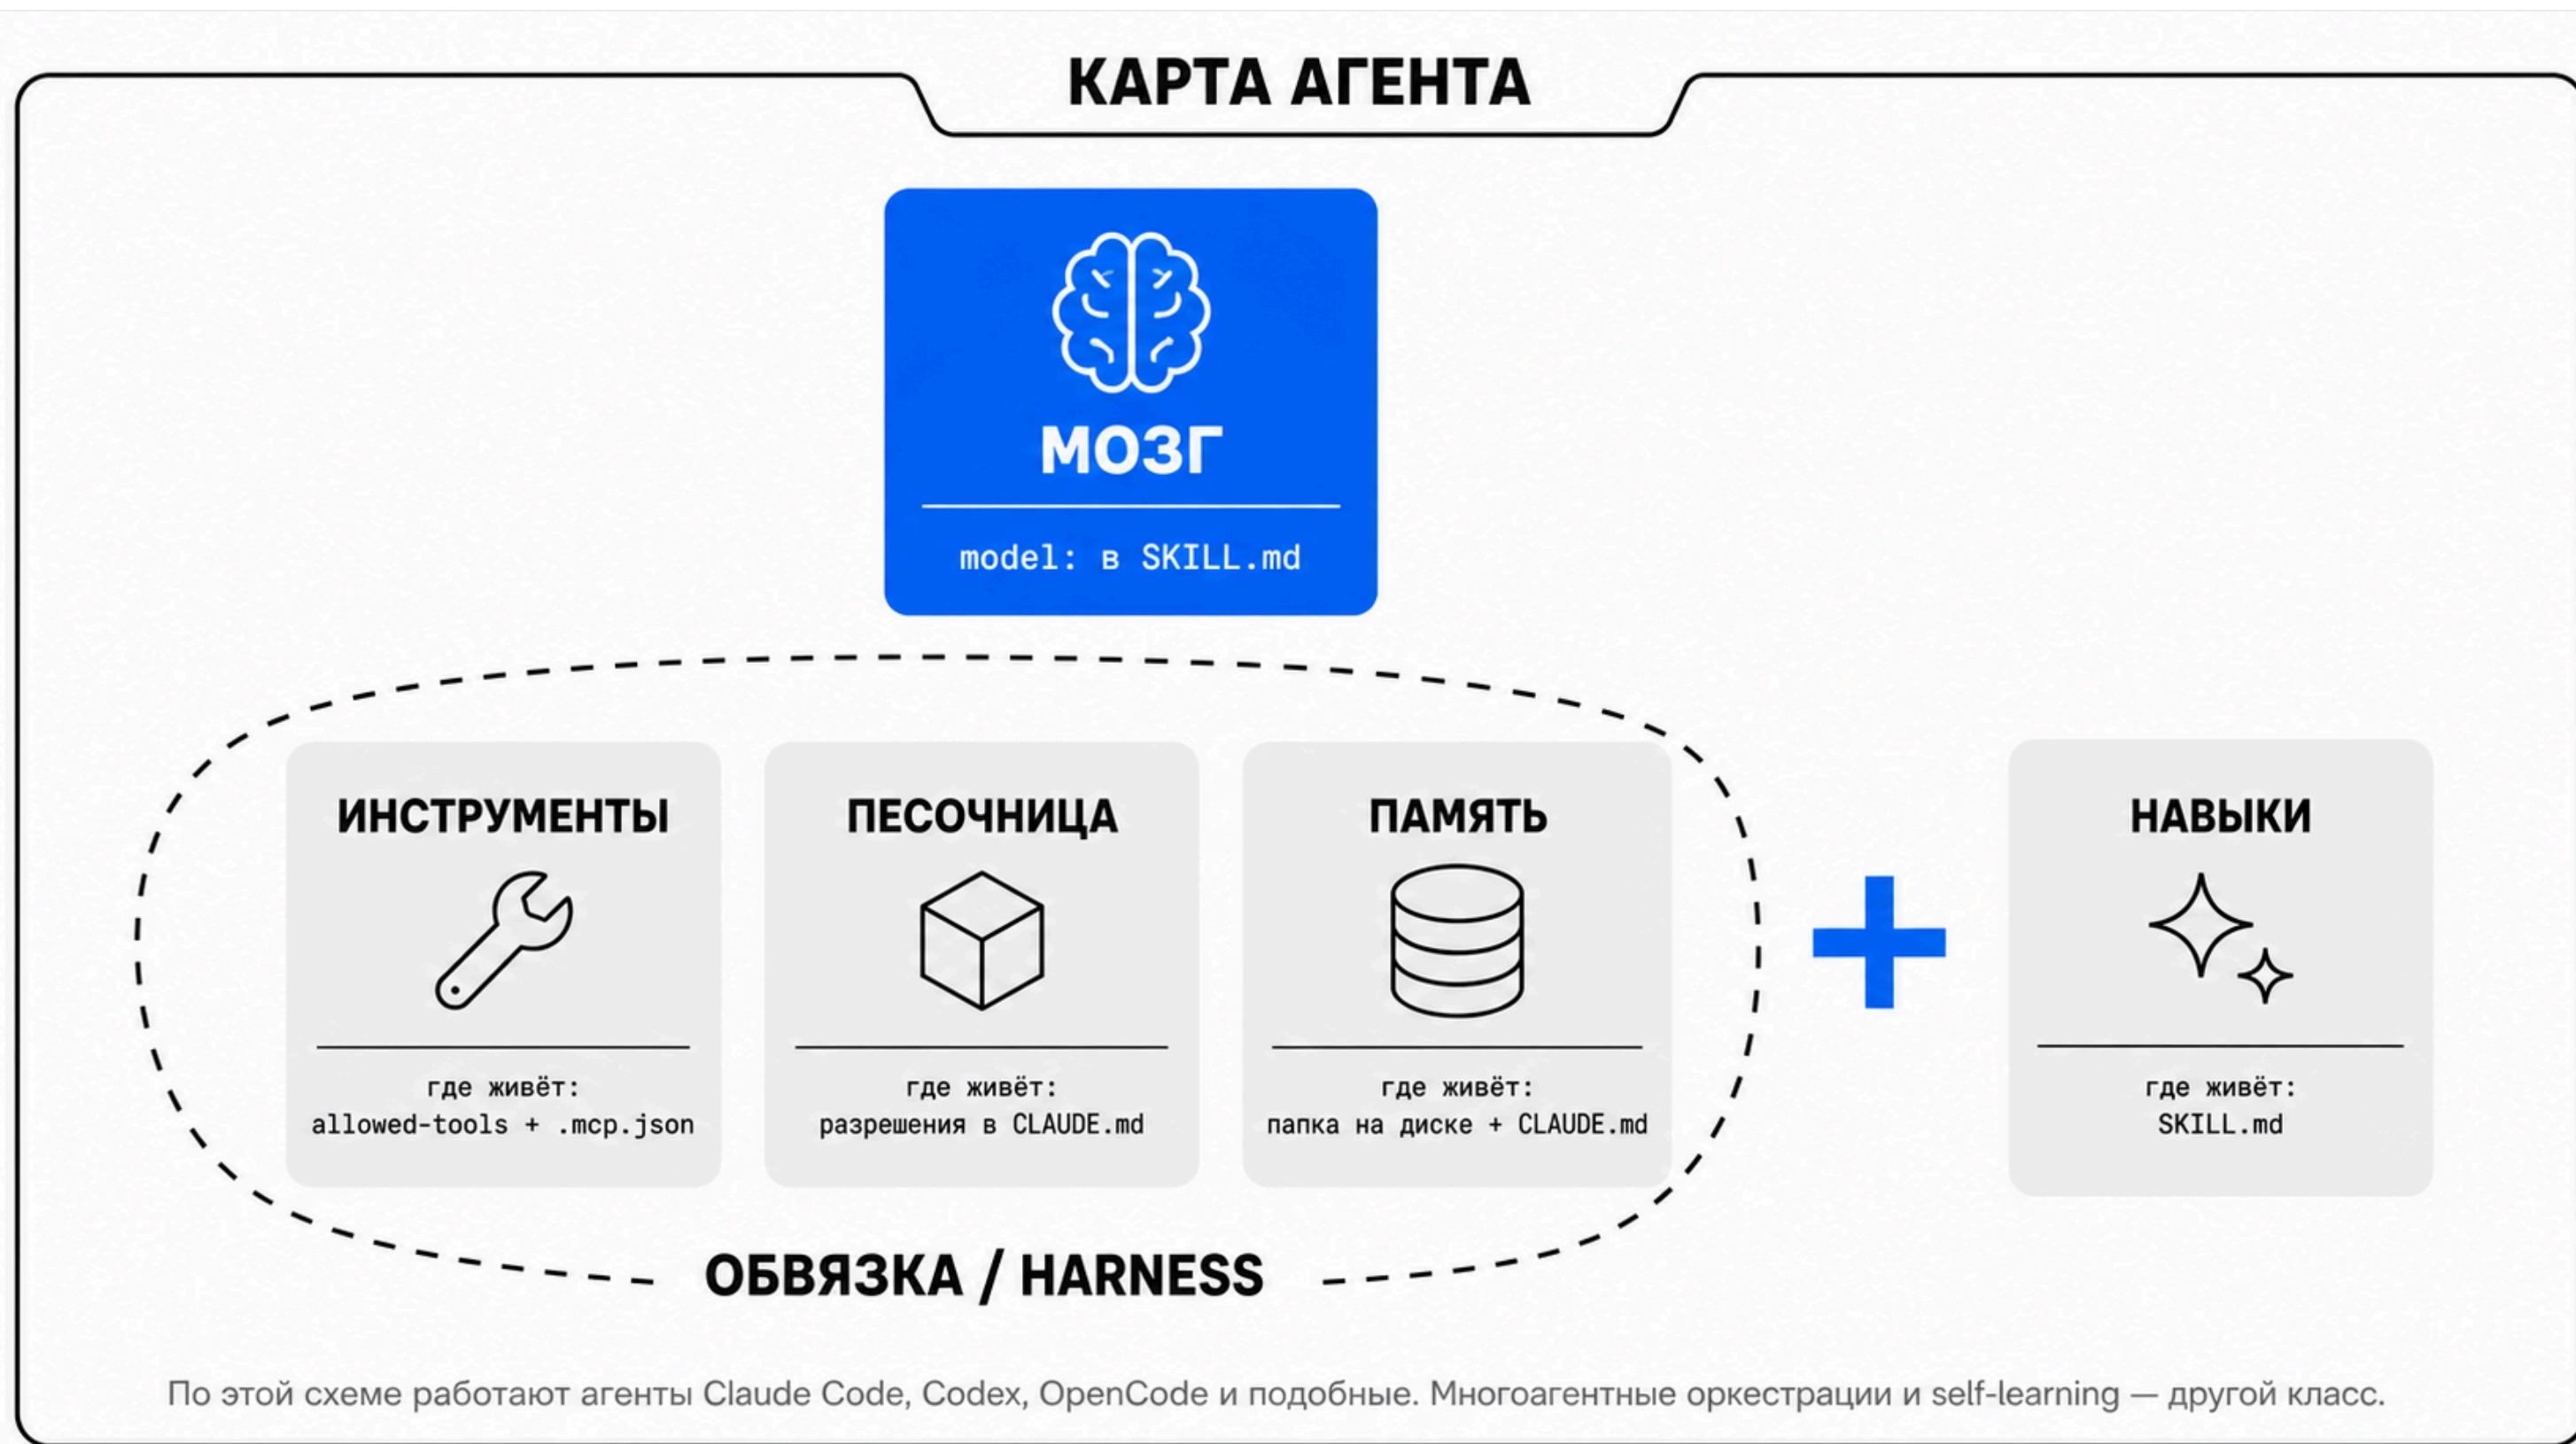 КАРТА АГЕНТА
МОЗГ
model: в SKILL.md
ИНСТРУМЕНТЫ
где живёт:
allowed-tools + .mcp.json
ПЕСОЧНИЦА
где живёт:
разрешения в CLAUDE.md
ПАМЯТЬ
где живёт:
папка на диске + CLAUDE.md
НАВЫКИ
где живёт:
SKILL.md
ОБВЯЗКА / HARNESS
По этой схеме работают агенты Claude Code, Codex, OpenCode и подобные. Многоагентные оркестрации и self-learning — другой класс.